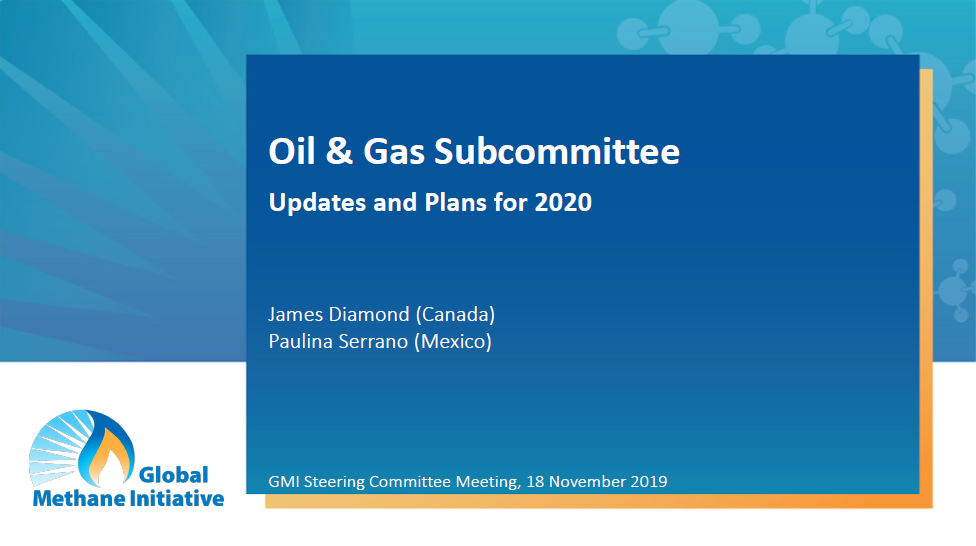 Oil & Gas Subcommittee
Updates and Plans for 2020
James Diamond (Canada)
Paulina Serrano (Mexico)
GMI Steering Committee Meeting, 18 November 2019
Global
Methane Initiative